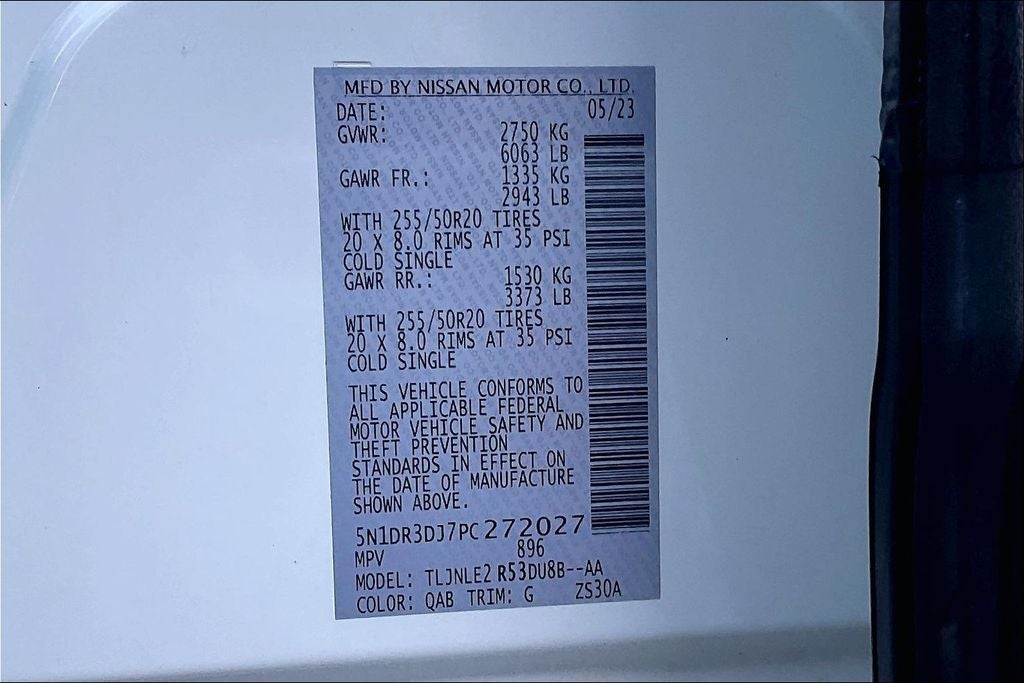 MFD BY NISSAN MOTOR CO., LTD.
DATE: 05/23
GVWR: 2750 KG
6063 LB
GAWR FR.: 1335 KG
2943 LB
WITH 255/50R20 TIRES
20 X 8.0 RIMS AT 35 PSI
COLD SINGLE
GAWR RR.: 1530 KG
3373 LB
WITH 255/50R20 TIRES
20 X 8.0 RIMS AT 35 PSI
COLD SINGLE
THIS VEHICLE CONFORMS TO
ALL APPLICABLE FEDERAL
MOTOR VEHICLE SAFETY AND
THEFT PREVENTION
STANDARDS IN EFFECT ON
THE DATE OF MANUFACTURE
SHOWN ABOVE.
5N1DR3DJ7PC272027
MPV 896
MODEL: TLJNLE2 R53DU8B--AA
COLOR: QAB TRIM: G ZS30A